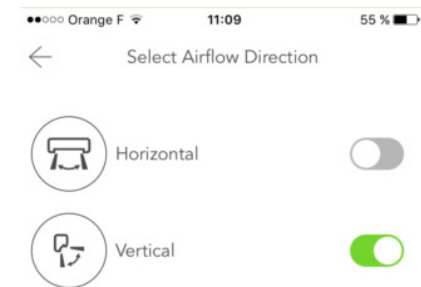 Orange F 11:09 55 %
Select Airflow Direction
Horizontal
Vertical